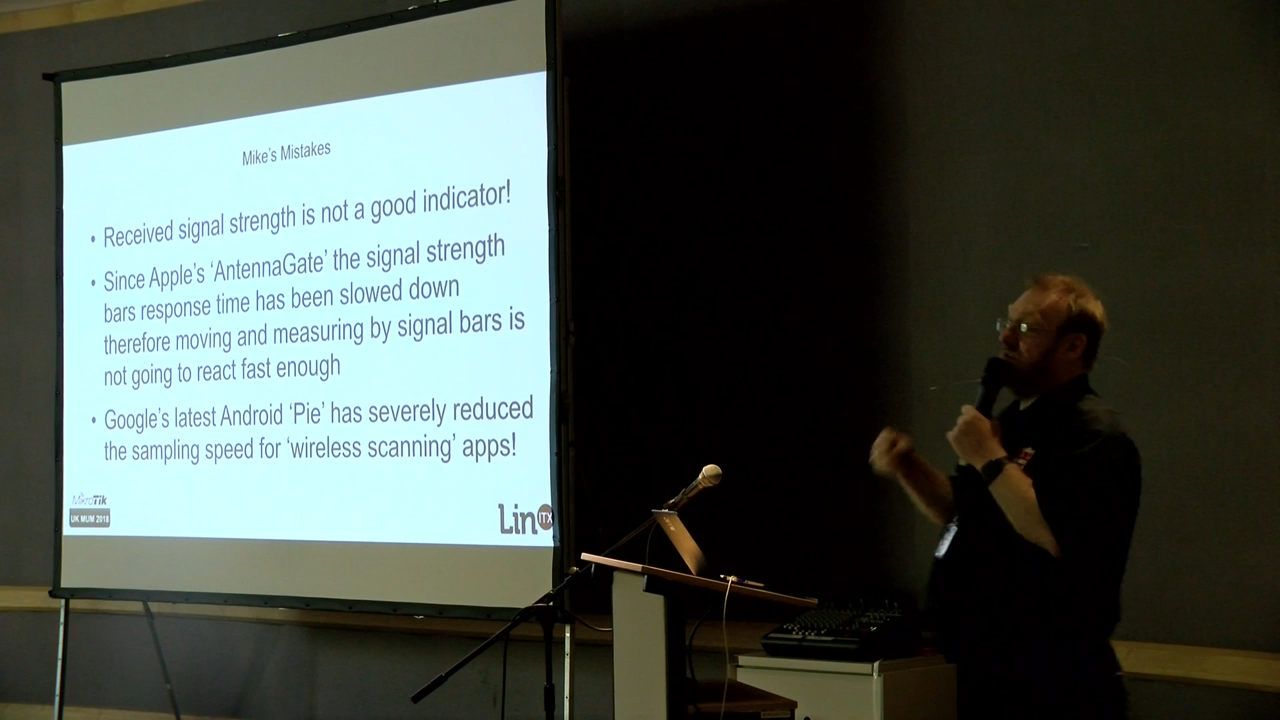 Mike's Mistakes
• Received signal strength is not a good indicator!
• Since Apple's 'AntennaGate' the signal strength
bars response time has been slowed down
therefore moving and measuring by signal bars is
not going to react fast enough
• Google's latest Android 'Pie' has severely reduced
the sampling speed for 'wireless scanning' apps!
MikroTik
UK MUM 2018
Lin
ITX